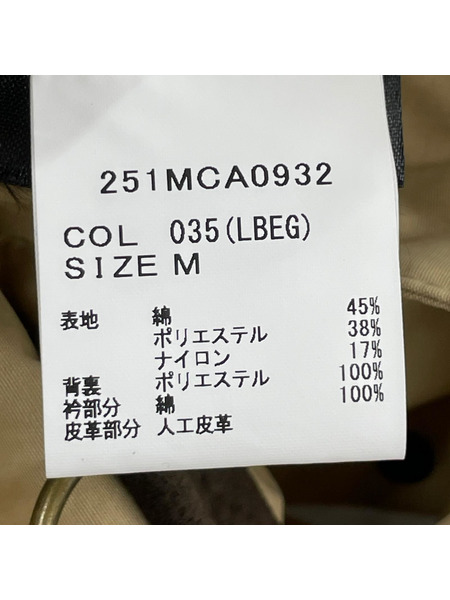 251MCA0932
COL 035(LBEG)
SIZE M
表地 綿 45%
ポリエステル 38%
ナイロン 17%
背裏 ポリエステル 100%
衿部分 綿 100%
皮革部分 人工皮革